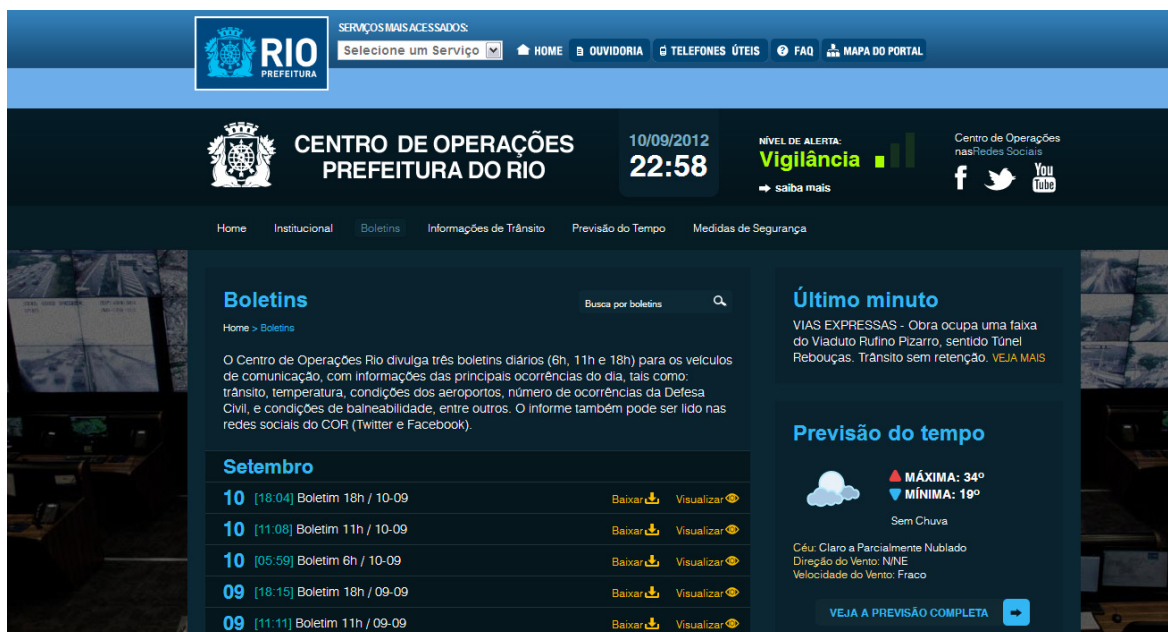 SERVIÇOS MAIS ACESSADOS:
RIO
PREFEITURA
Selecione um Serviço
HOME
OUVIDORIA
TELEFONES ÚTEIS
FAQ
MAPA DO PORTAL
CENTRO DE OPERAÇÕES
PREFEITURA DO RIO
10/09/2012
22:58
NÍVEL DE ALERTA:
Vigilância
saiba mais
Centro de Operações
nasRedes Sociais
You
Tube
Home
Institucional
Boletins
Informações de Trânsito
Previsão do Tempo
Medidas de Segurança
Boletins
Busca por boletins
Home > Boletins
O Centro de Operações Rio divulga três boletins diários (6h, 11h e 18h) para os veículos
de comunicação, com informações das principais ocorrências do dia, tais como:
trânsito, temperatura, condições dos aeroportos, número de ocorrências da Defesa
Civil, e condições de balneabilidade, entre outros. O informe também pode ser lido nas
redes sociais do COR (Twitter e Facebook).
Setembro
10 [18:04] Boletim 18h / 10-09 Baixar Visualizar
10 [11:08] Boletim 11h / 10-09 Baixar Visualizar
10 [05:59] Boletim 6h / 10-09 Baixar Visualizar
09 [18:15] Boletim 18h / 09-09 Baixar Visualizar
09 [11:11] Boletim 11h / 09-09 Baixar Visualizar
Último minuto
VIAS EXPRESSAS - Obra ocupa uma faixa
do Viaduto Rufino Pizarro, sentido Túnel
Rebouças. Trânsito sem retenção. VEJA MAIS
Previsão do tempo
MÁXIMA: 34º
MÍNIMA: 19º
Sem Chuva
Céu: Claro a Parcialmente Nublado
Direção do Vento: N/NE
Velocidade do Vento: Fraco
VEJA A PREVISÃO COMPLETA